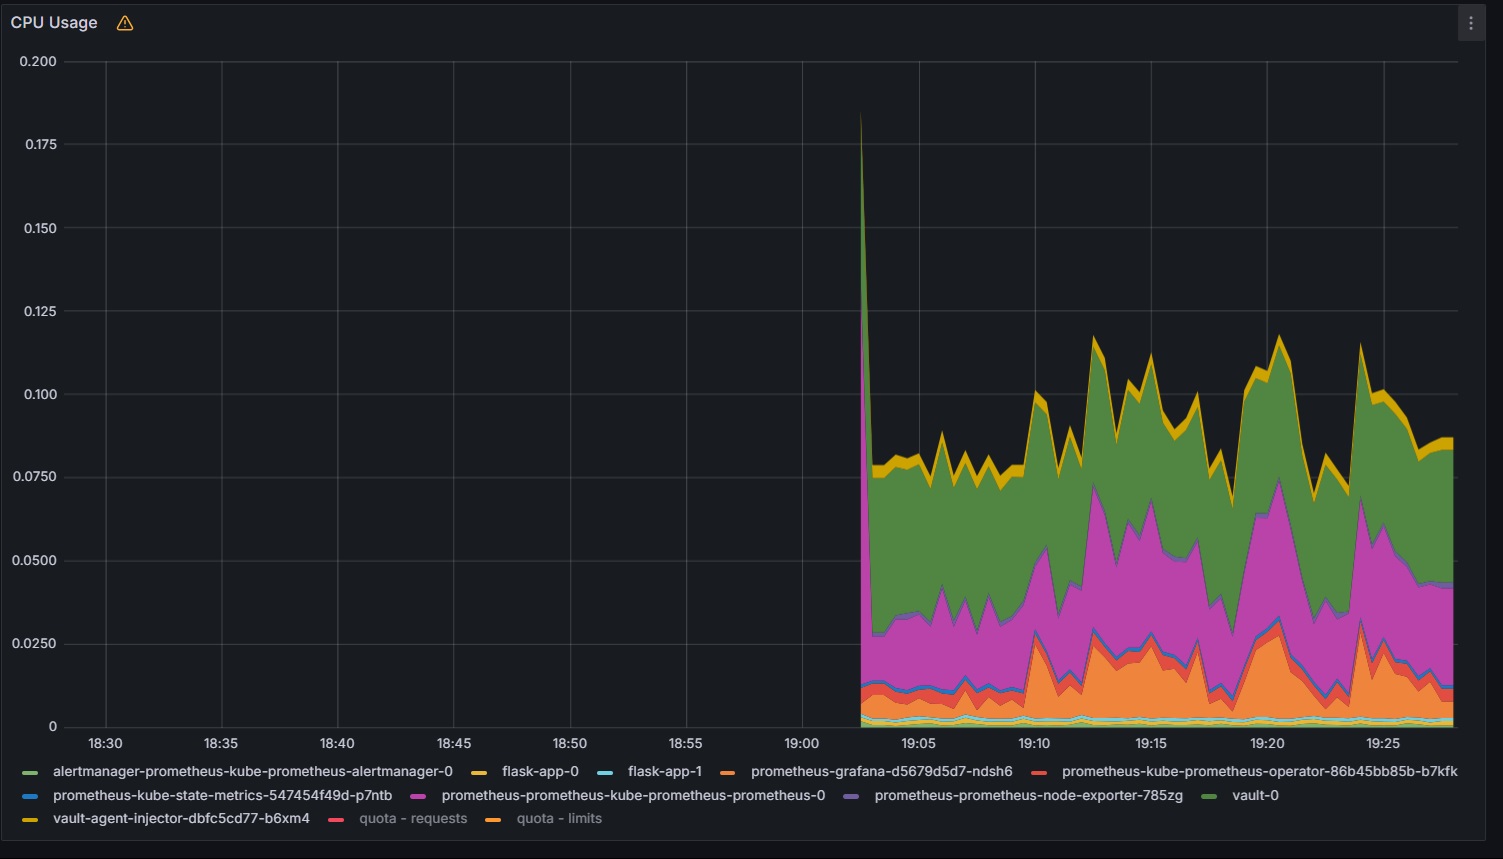 CPU Usage
0.200
0.175
0.150
0.125
0.100
0.0750
0.0500
0.0250
0
18:30 18:35 18:40 18:45 18:50 18:55 19:00 19:05 19:10 19:15 19:20 19:25
alertmanager-prometheus-kube-prometheus-alertmanager-0 flask-app-0 flask-app-1 prometheus-grafana-d5679d5d7-ndsh6 prometheus-kube-prometheus-operator-86b45bb85b-b7kfk
prometheus-kube-state-metrics-547454f49d-p7ntb prometheus-prometheus-kube-prometheus-prometheus-0 prometheus-prometheus-node-exporter-785zg vault-0
vault-agent-injector-dbfc5cd77-b6xm4 quota - requests quota - limits